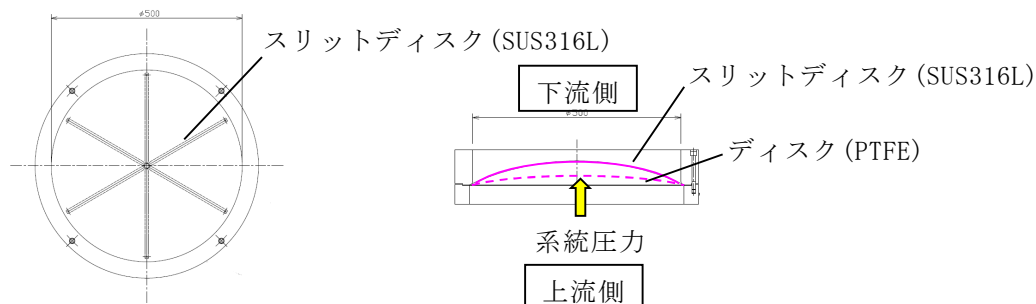 φ500
スリットディスク(SUS316L)
下流側
スリットディスク(SUS316L)
φ500
ディスク(PTFE)
系統圧力
上流側